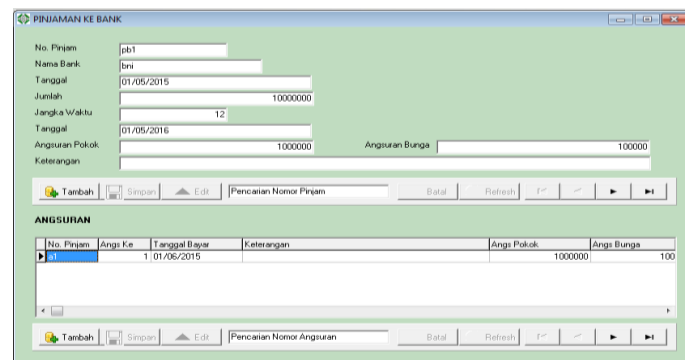 PINJAMAN KE BANK
No. Pinjam pb1
Nama Bank bni
Tanggal 01/05/2015
Jumlah 10000000
Jangka Waktu 12
Tanggal 01/05/2016
Angsuran Pokok 1000000 Angsuran Bunga 100000
Keterangan
Tambah Simpan Edit Pencarian Nomor Pinjam Batal Refresh
ANGSURAN
No. Pinjam Angs Ke Tanggal Bayar Keterangan Angs Pokok Angs Bunga
a1 1 01/06/2015 1000000 100
Tambah Simpan Edit Pencarian Nomor Angsuran Batal Refresh